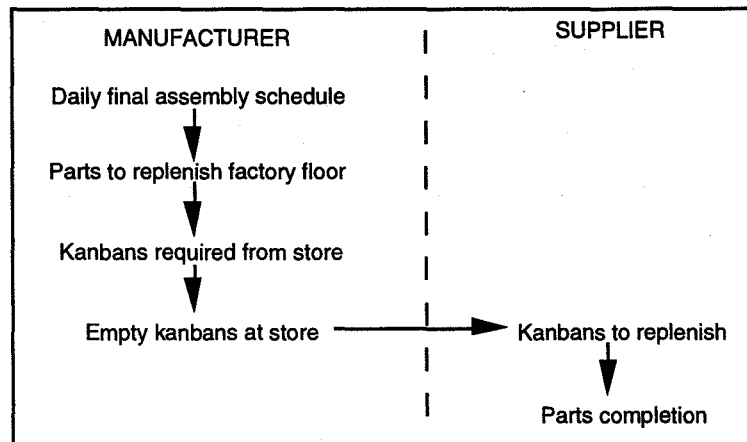 MANUFACTURER
Daily final assembly schedule
Parts to replenish factory floor
Kanbans required from store
Empty kanbans at store
SUPPLIER
Kanbans to replenish
Parts completion